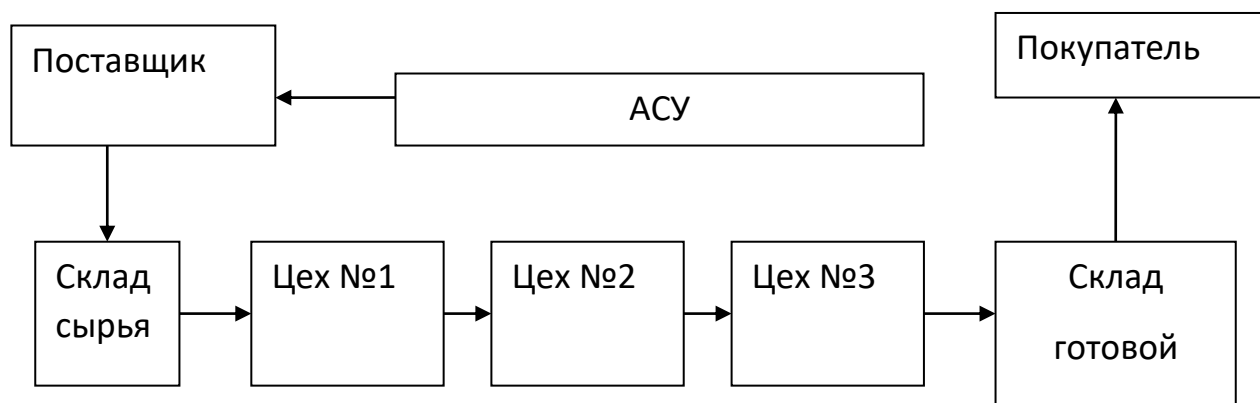 Поставщик
АСУ
Покупатель
Склад
сырья
Цех №1
Цех №2
Цех №3
Склад
готовой